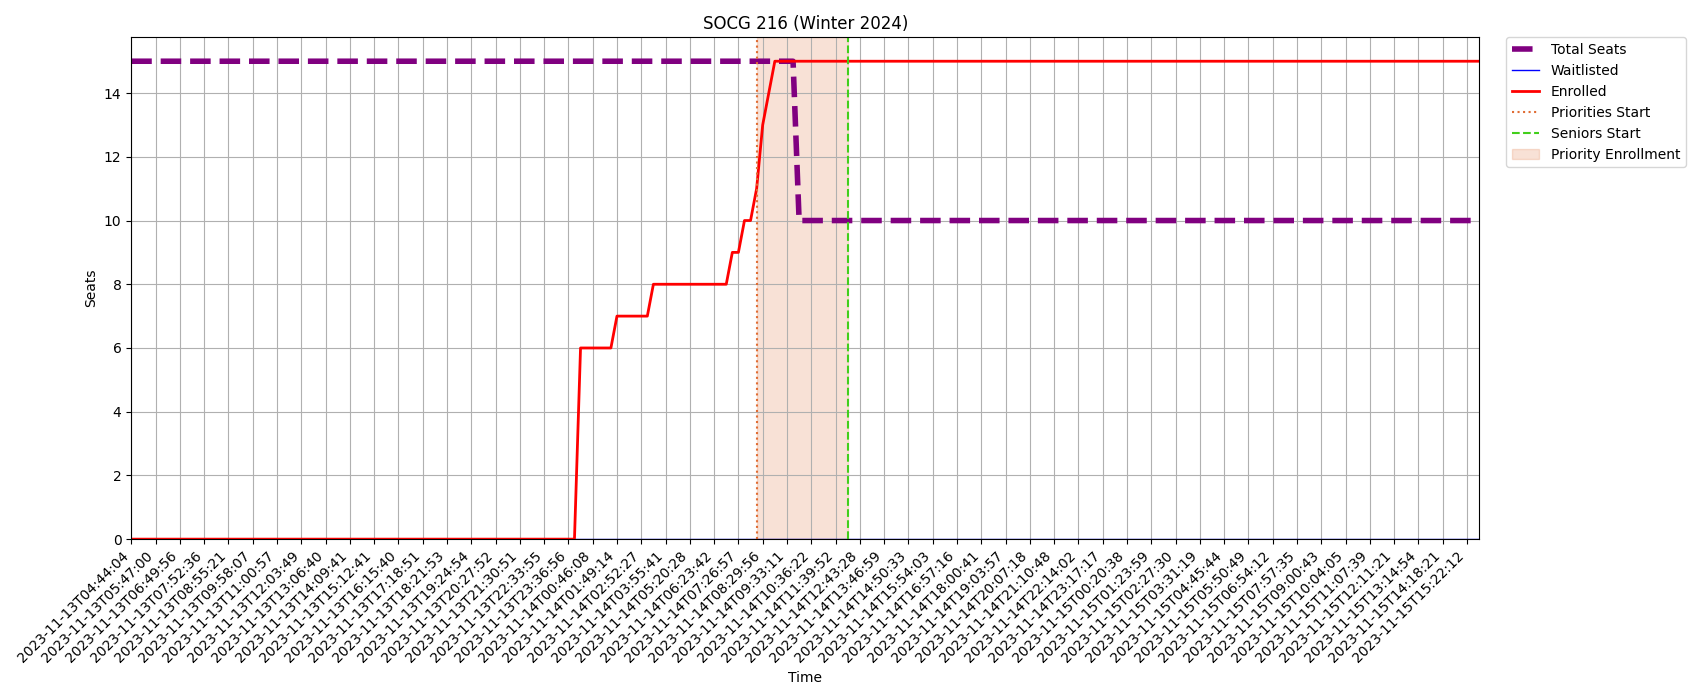 SOCG 216 (Winter 2024)
Total Seats
Waitlisted
Enrolled
Priorities Start
Seniors Start
Priority Enrollment
Seats
14
12
10
8
6
4
2
0
2023-11-13T04:44:04
2023-11-13T05:47:00
2023-11-13T06:49:56
2023-11-13T07:52:36
2023-11-13T08:55:21
2023-11-13T09:58:07
2023-11-13T11:00:57
2023-11-13T12:03:49
2023-11-13T13:06:40
2023-11-13T14:09:41
2023-11-13T15:12:41
2023-11-13T16:15:40
2023-11-13T17:18:51
2023-11-13T18:21:53
2023-11-13T19:24:54
2023-11-13T20:27:52
2023-11-13T21:30:51
2023-11-13T22:33:55
2023-11-13T23:36:56
2023-11-14T00:46:08
2023-11-14T01:49:14
2023-11-14T02:52:27
2023-11-14T03:55:41
2023-11-14T05:20:28
2023-11-14T06:23:42
2023-11-14T07:26:57
2023-11-14T08:29:56
2023-11-14T09:33:11
2023-11-14T10:36:22
2023-11-14T11:39:52
2023-11-14T12:43:28
2023-11-14T13:46:59
2023-11-14T14:50:33
2023-11-14T15:54:03
2023-11-14T16:57:16
2023-11-14T18:00:41
2023-11-14T19:03:57
2023-11-14T20:07:18
2023-11-14T21:10:48
2023-11-14T22:14:02
2023-11-14T23:17:17
2023-11-15T00:20:38
2023-11-15T01:23:59
2023-11-15T02:27:30
2023-11-15T03:31:19
2023-11-15T04:45:44
2023-11-15T05:50:49
2023-11-15T06:54:12
2023-11-15T07:57:35
2023-11-15T09:00:43
2023-11-15T10:04:05
2023-11-15T11:07:39
2023-11-15T12:11:21
2023-11-15T13:14:54
2023-11-15T14:18:21
2023-11-15T15:22:12
Time